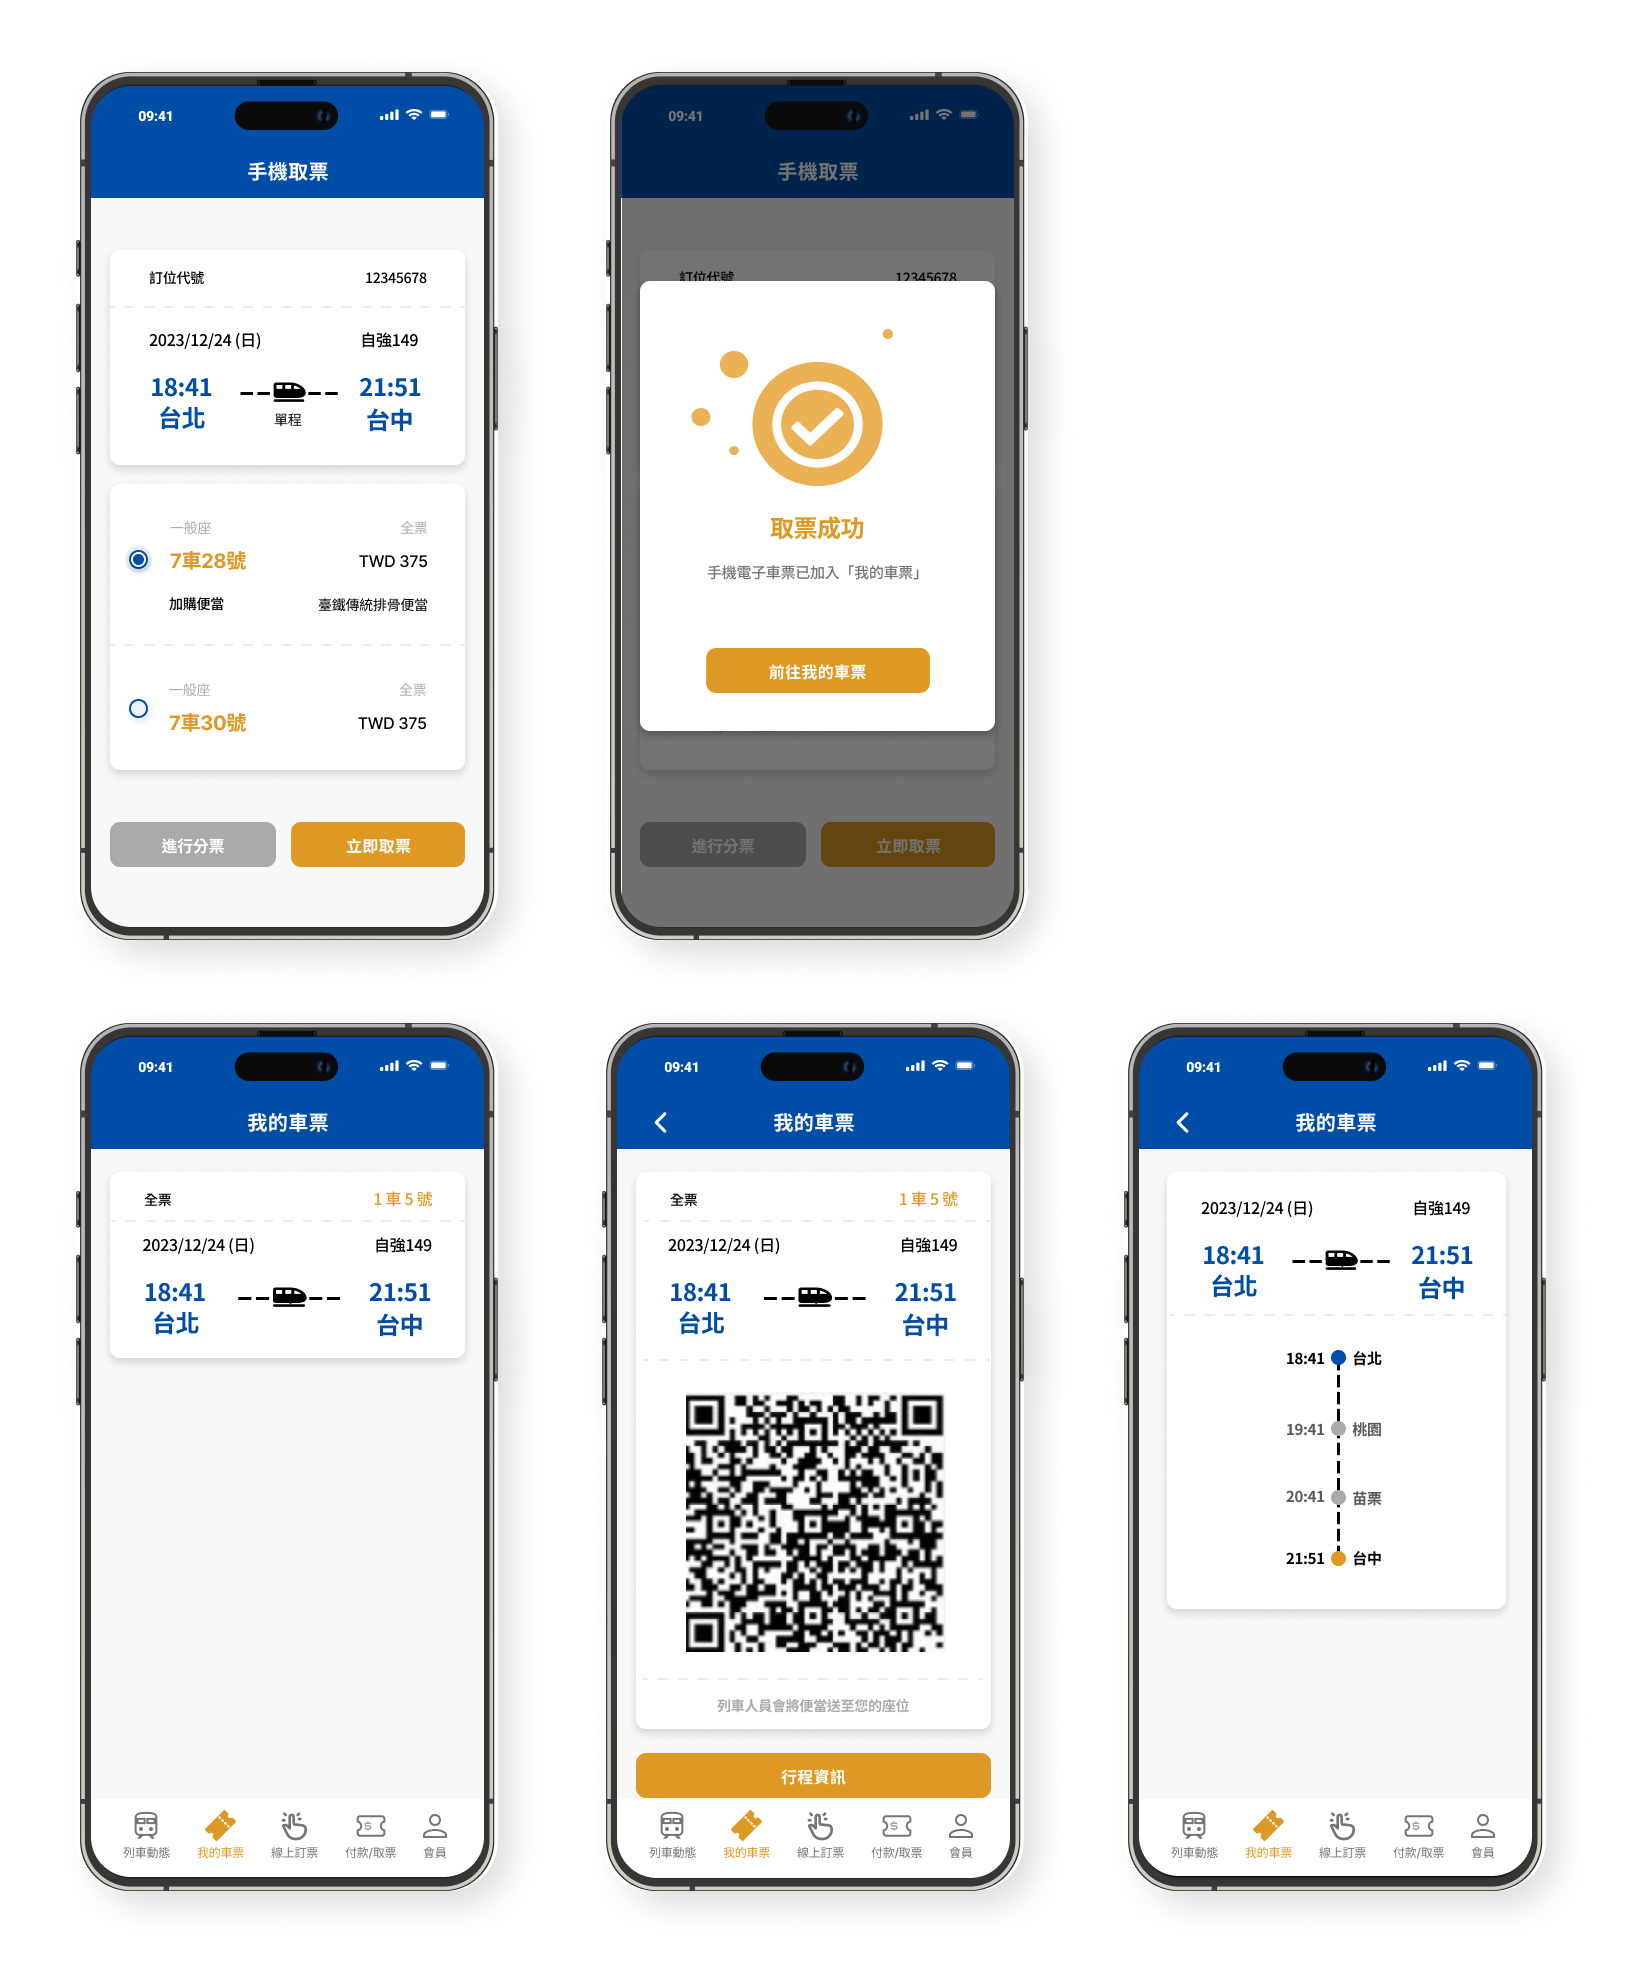 09:41
手機取票
訂位代號 12345678
2023/12/24 (日) 自強149
18:41 21:51
台北 單程 台中
一般座 全票
7車28號 TWD 375
加購便當 臺鐵傳統排骨便當
一般座 全票
7車30號 TWD 375
進行分票 立即取票
09:41
手機取票
訂位代號 12345678
取票成功
手機電子車票已加入「我的車票」
前往我的車票
進行分票 立即取票
09:41
我的車票
全票 1 車 5 號
2023/12/24 (日) 自強149
18:41 21:51
台北 台中
列車動態 我的車票 線上訂票 付款/取票 會員
09:41
我的車票
全票 1 車 5 號
2023/12/24 (日) 自強149
18:41 21:51
台北 台中
列車人員會將便當送至您的座位
行程資訊
列車動態 我的車票 線上訂票 付款/取票 會員
09:41
我的車票
2023/12/24 (日) 自強149
18:41 21:51
台北 台中
18:41 台北
19:41 桃園
20:41 苗栗
21:51 台中
列車動態 我的車票 線上訂票 付款/取票 會員